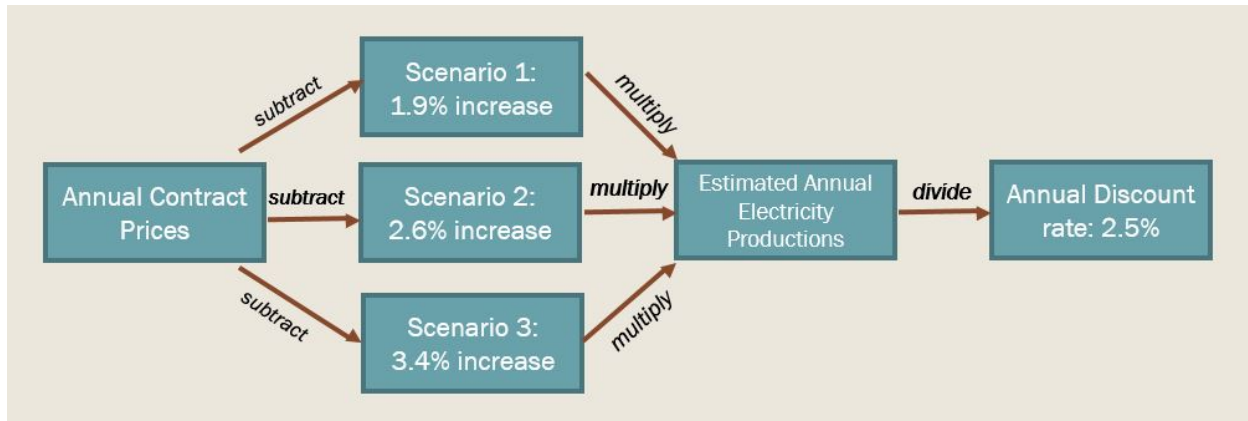 subtract
Scenario 1:
1.9% increase
multiply
Annual Contract
Prices
subtract
Scenario 2:
2.6% increase
multiply
Estimated Annual
Electricity
Productions
divide
Annual Discount
rate: 2.5%
subtract
Scenario 3:
3.4% increase
multiply